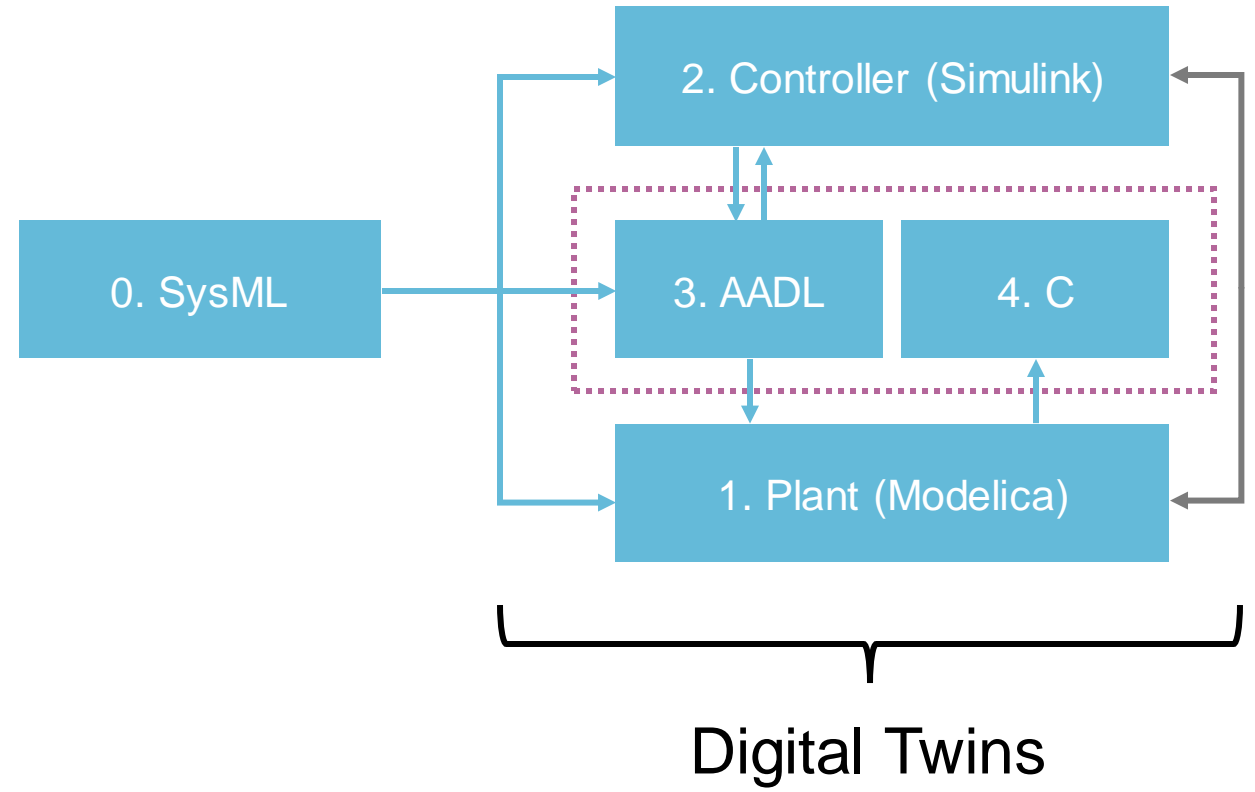 2. Controller (Simulink)
0. SysML
3. AADL
4. C
1. Plant (Modelica)
Digital Twins